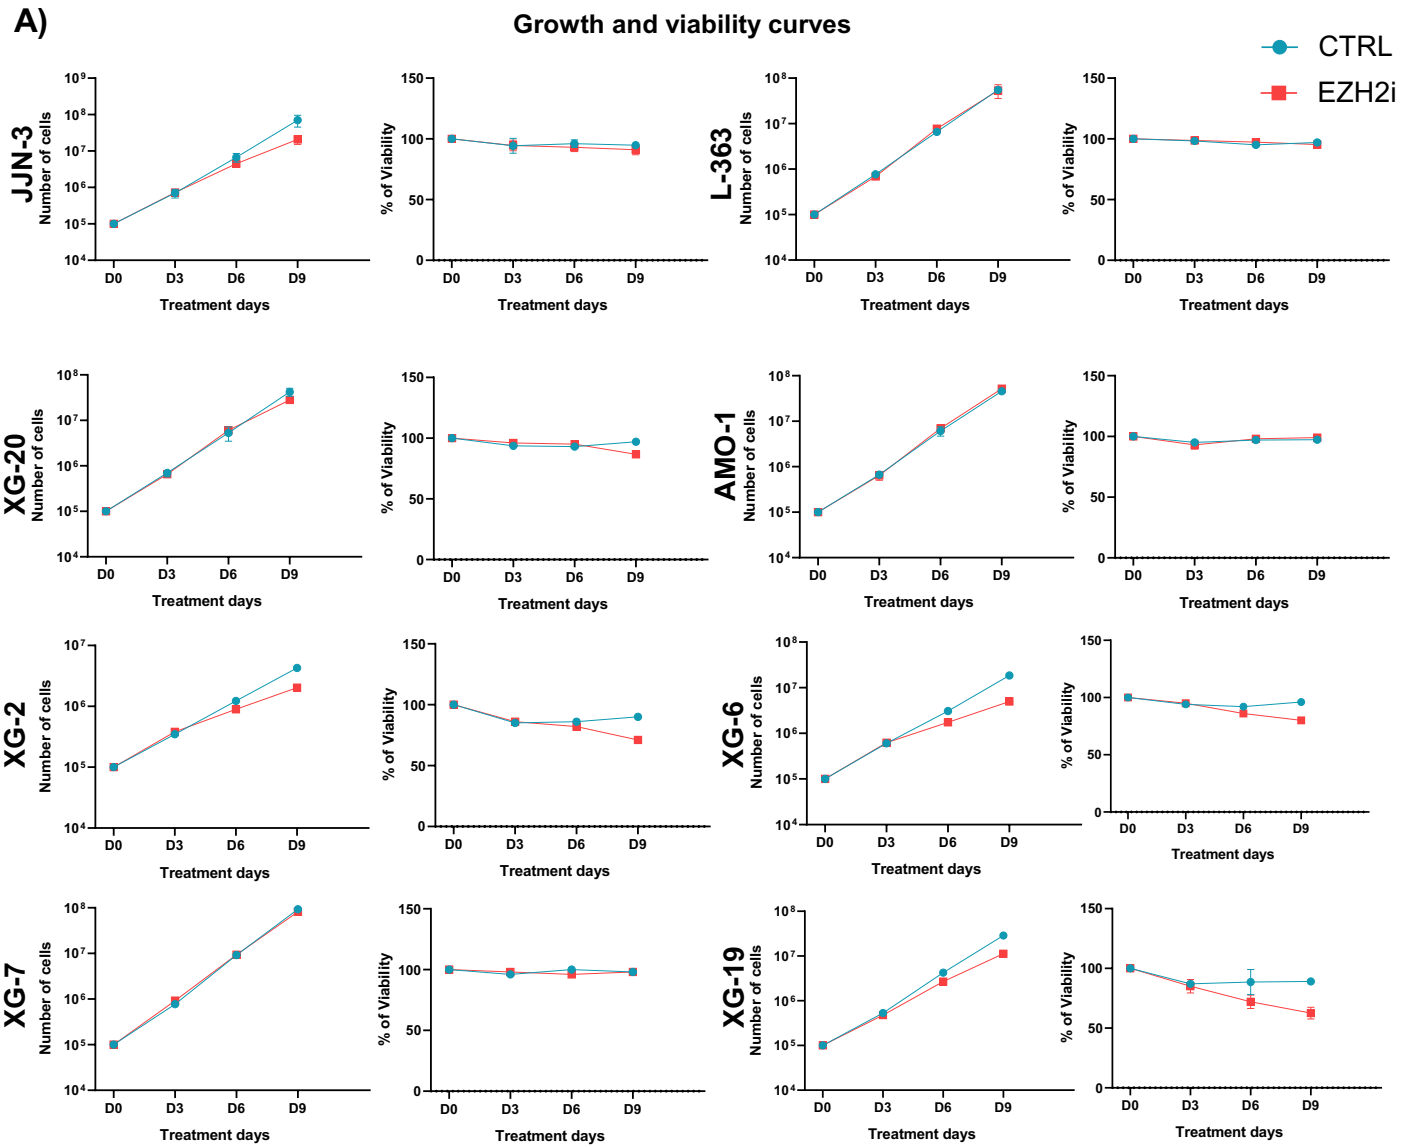 A)
Growth and viability curves
CTRL
EZH2i
JJN-3
Number of cells
10⁹
10⁸
10⁷
10⁶
10⁵
10⁴
D0 D3 D6 D9
Treatment days
% of Viability
150
100
50
0
D0 D3 D6 D9
Treatment days
L-363
Number of cells
10⁸
10⁷
10⁶
10⁵
10⁴
D0 D3 D6 D9
Treatment days
% of Viability
150
100
50
0
D0 D3 D6 D9
Treatment days
XG-20
Number of cells
10⁸
10⁷
10⁶
10⁵
10⁴
D0 D3 D6 D9
Treatment days
% of Viability
150
100
50
0
D0 D3 D6 D9
Treatment days
AMO-1
Number of cells
10⁸
10⁷
10⁶
10⁵
10⁴
D0 D3 D6 D9
Treatment days
% of Viability
150
100
50
0
D0 D3 D6 D9
Treatment days
XG-2
Number of cells
10⁷
10⁶
10⁵
10⁴
D0 D3 D6 D9
Treatment days
% of Viability
150
100
50
0
D0 D3 D6 D9
Treatment days
XG-6
Number of cells
10⁸
10⁷
10⁶
10⁵
10⁴
D0 D3 D6 D9
Treatment days
% of Viability
150
100
50
0
D0 D3 D6 D9
Treatment days
XG-7
Number of cells
10⁸
10⁷
10⁶
10⁵
10⁴
D0 D3 D6 D9
Treatment days
% of Viability
150
100
50
0
D0 D3 D6 D9
Treatment days
XG-19
Number of cells
10⁸
10⁷
10⁶
10⁵
10⁴
D0 D3 D6 D9
Treatment days
% of Viability
150
100
50
0
D0 D3 D6 D9
Treatment days